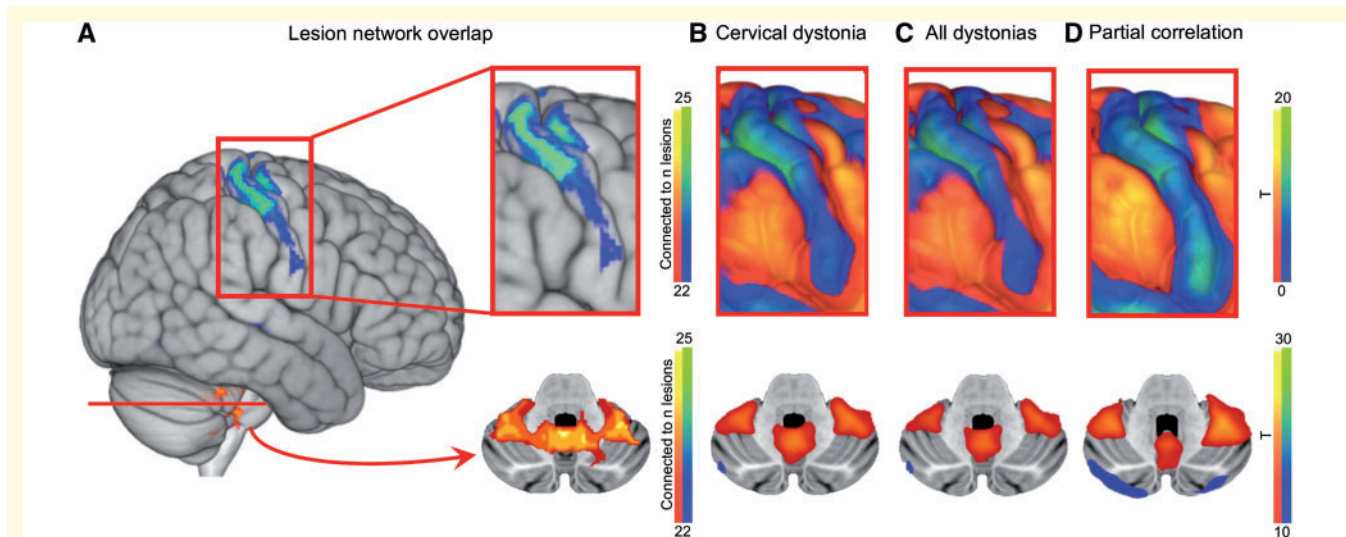 A Lesion network overlap
B Cervical dystonia
C All dystonias
D Partial correlation
25
Connected to n lesions
22
20
T
0
25
Connected to n lesions
22
30
T
10